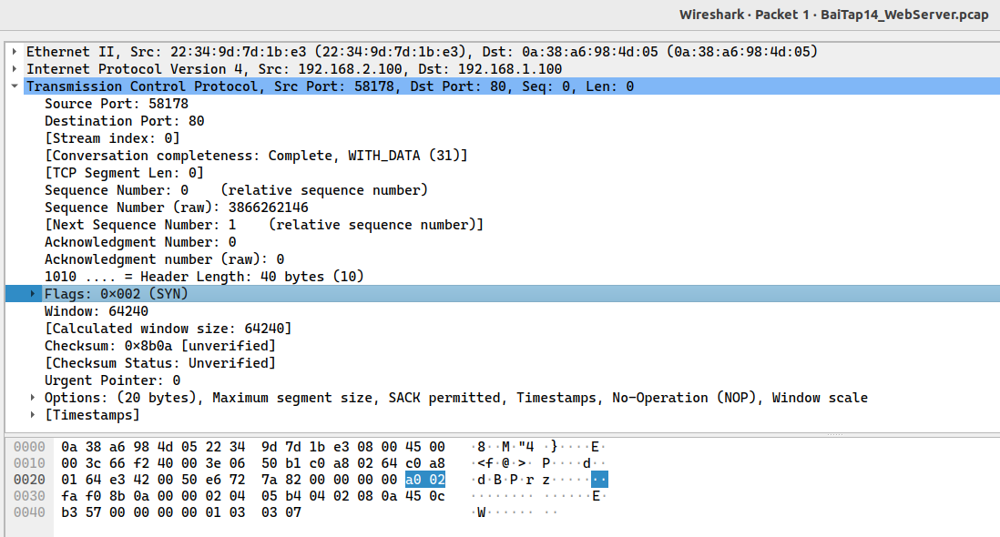 Wireshark · Packet 1 · BaiTap14_WebServer.pcap
Ethernet II, Src: 22:34:9d:7d:1b:e3 (22:34:9d:7d:1b:e3), Dst: 0a:38:a6:98:4d:05 (0a:38:a6:98:4d:05)
Internet Protocol Version 4, Src: 192.168.2.100, Dst: 192.168.1.100
Transmission Control Protocol, Src Port: 58178, Dst Port: 80, Seq: 0, Len: 0
Source Port: 58178
Destination Port: 80
[Stream index: 0]
[Conversation completeness: Complete, WITH_DATA (31)]
[TCP Segment Len: 0]
Sequence Number: 0    (relative sequence number)
Sequence Number (raw): 3866262146
[Next Sequence Number: 1    (relative sequence number)]
Acknowledgment Number: 0
Acknowledgment number (raw): 0
1010 .... = Header Length: 40 bytes (10)
Flags: 0×002 (SYN)
Window: 64240
[Calculated window size: 64240]
Checksum: 0×8b0a [unverified]
[Checksum Status: Unverified]
Urgent Pointer: 0
Options: (20 bytes), Maximum segment size, SACK permitted, Timestamps, No-Operation (NOP), Window scale
[Timestamps]
0000  0a 38 a6 98 4d 05 22 34  9d 7d 1b e3 08 00 45 00   ·8··M·"4 ·}····E·
0010  00 3c 66 f2 40 00 3e 06  50 b1 c0 a8 02 64 c0 a8   ·<f·@·>· P····d··
0020  01 64 e3 42 00 50 e6 72  7a 82 00 00 00 00 a0 02   ·d·B·P·r z·······
0030  fa f0 8b 0a 00 00 02 04  05 b4 04 02 08 0a 45 0c   ········ ······E·
0040  b3 57 00 00 00 00 01 03  03 07   ·W······ ··